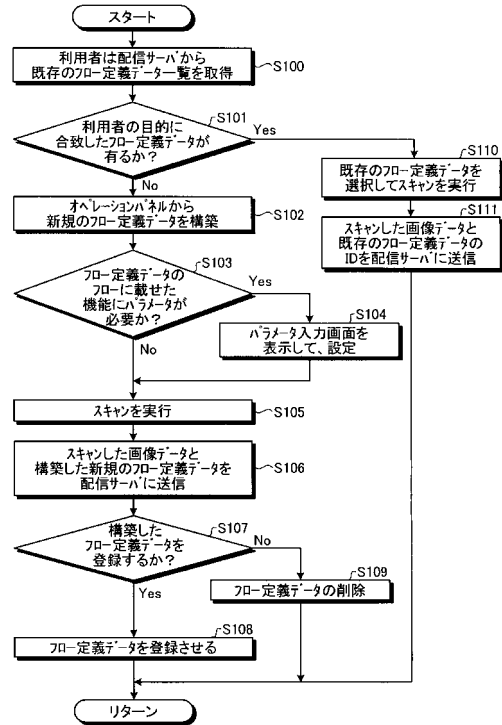 スタート
利用者は配信サーバから
既存のフロー定義データ一覧を取得
S100
利用者の目的に
合致したフロー定義データが
有るか?
S101
Yes
No
既存のフロー定義データを
選択してスキャンを実行
S110
スキャンした画像データと
既存のフロー定義データの
IDを配信サーバに送信
S111
オペレーションパネルから
新規のフロー定義データを構築
S102
フロー定義データの
フローに載せた
機能にパラメータが
必要か?
S103
Yes
No
パラメータ入力画面を
表示して、設定
S104
スキャンを実行
S105
スキャンした画像データと
構築した新規のフロー定義データを
配信サーバに送信
S106
構築した
フロー定義データを
登録するか?
S107
No
Yes
フロー定義データの削除
S109
フロー定義データを登録させる
S108
リターン